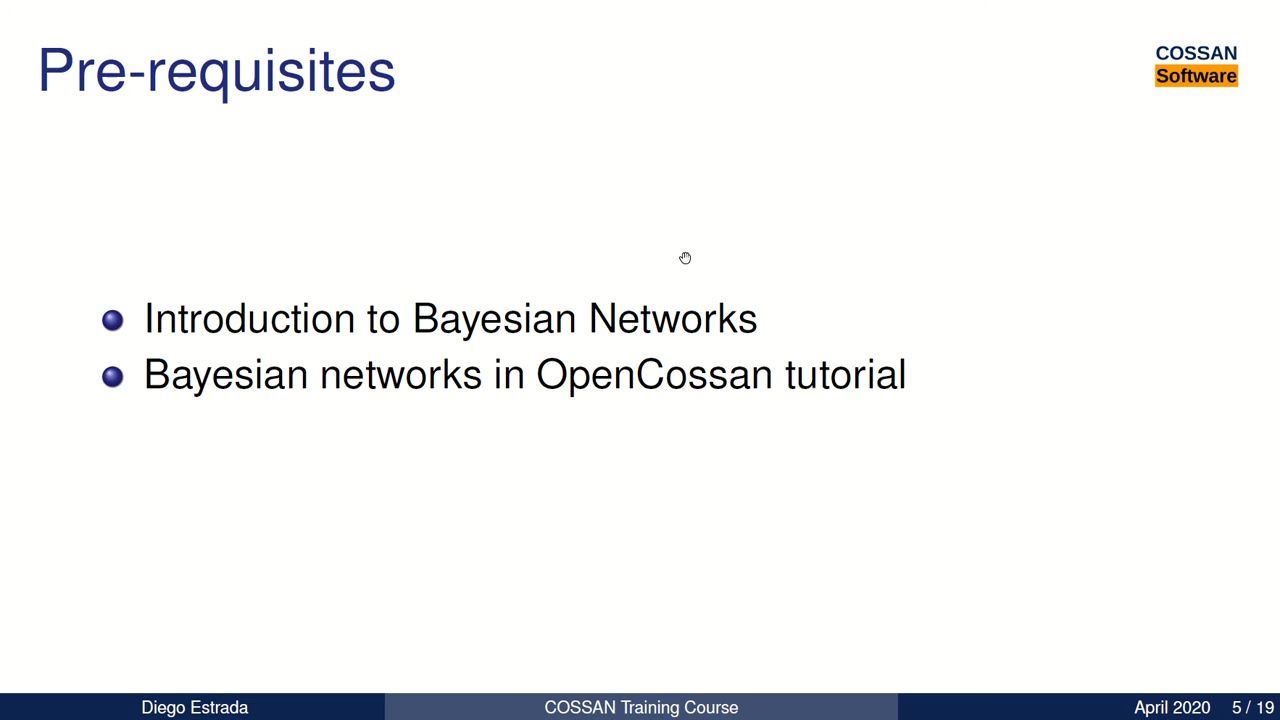 Pre-requisites
COSSAN
Software
Introduction to Bayesian Networks
Bayesian networks in OpenCossan tutorial
Diego Estrada
COSSAN Training Course
April 2020 5 / 19